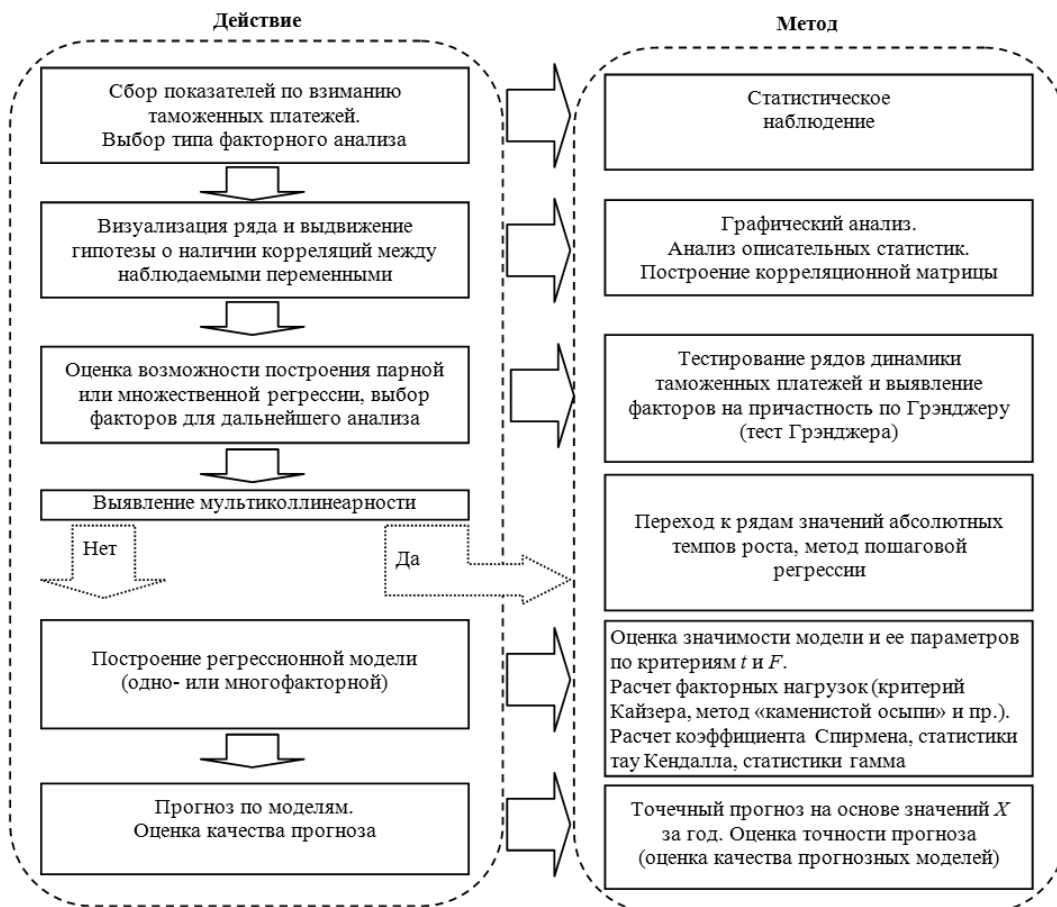 Действие
Метод
Сбор показателей по взиманию
таможенных платежей.
Выбор типа факторного анализа
Статистическое
наблюдение
Визуализация ряда и выдвижение
гипотезы о наличии корреляций между
наблюдаемыми переменными
Графический анализ.
Анализ описательных статистик.
Построение корреляционной матрицы
Оценка возможности построения парной
или множественной регрессии, выбор
факторов для дальнейшего анализа
Тестирование рядов динамики
таможенных платежей и выявление
факторов на причастность по Грэнджеру
(тест Грэнджера)
Выявление мультиколлинеарности
Нет
Да
Переход к рядам значений абсолютных
темпов роста, метод пошаговой
регрессии
Построение регрессионной модели
(одно- или многофакторной)
Оценка значимости модели и ее параметров
по критериям t и F.
Расчет факторных нагрузок (критерий
Кайзера, метод «каменистой осыпи» и пр.).
Расчет коэффициента Спирмена, статистики
тау Кендалла, статистики гамма
Прогноз по моделям.
Оценка качества прогноза
Точечный прогноз на основе значений X
за год. Оценка точности прогноза
(оценка качества прогнозных моделей)